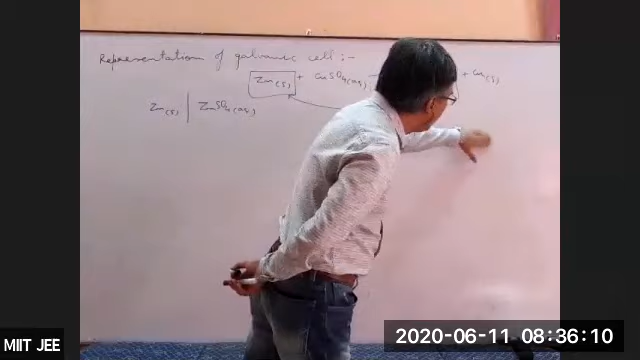 Representation of galvanic cell :-
Zn(s) + CuSO4(aq) + Cu(s)
Zn(s) | ZnSO4(aq)
MIIT JEE
2020-06-11 08:36:10